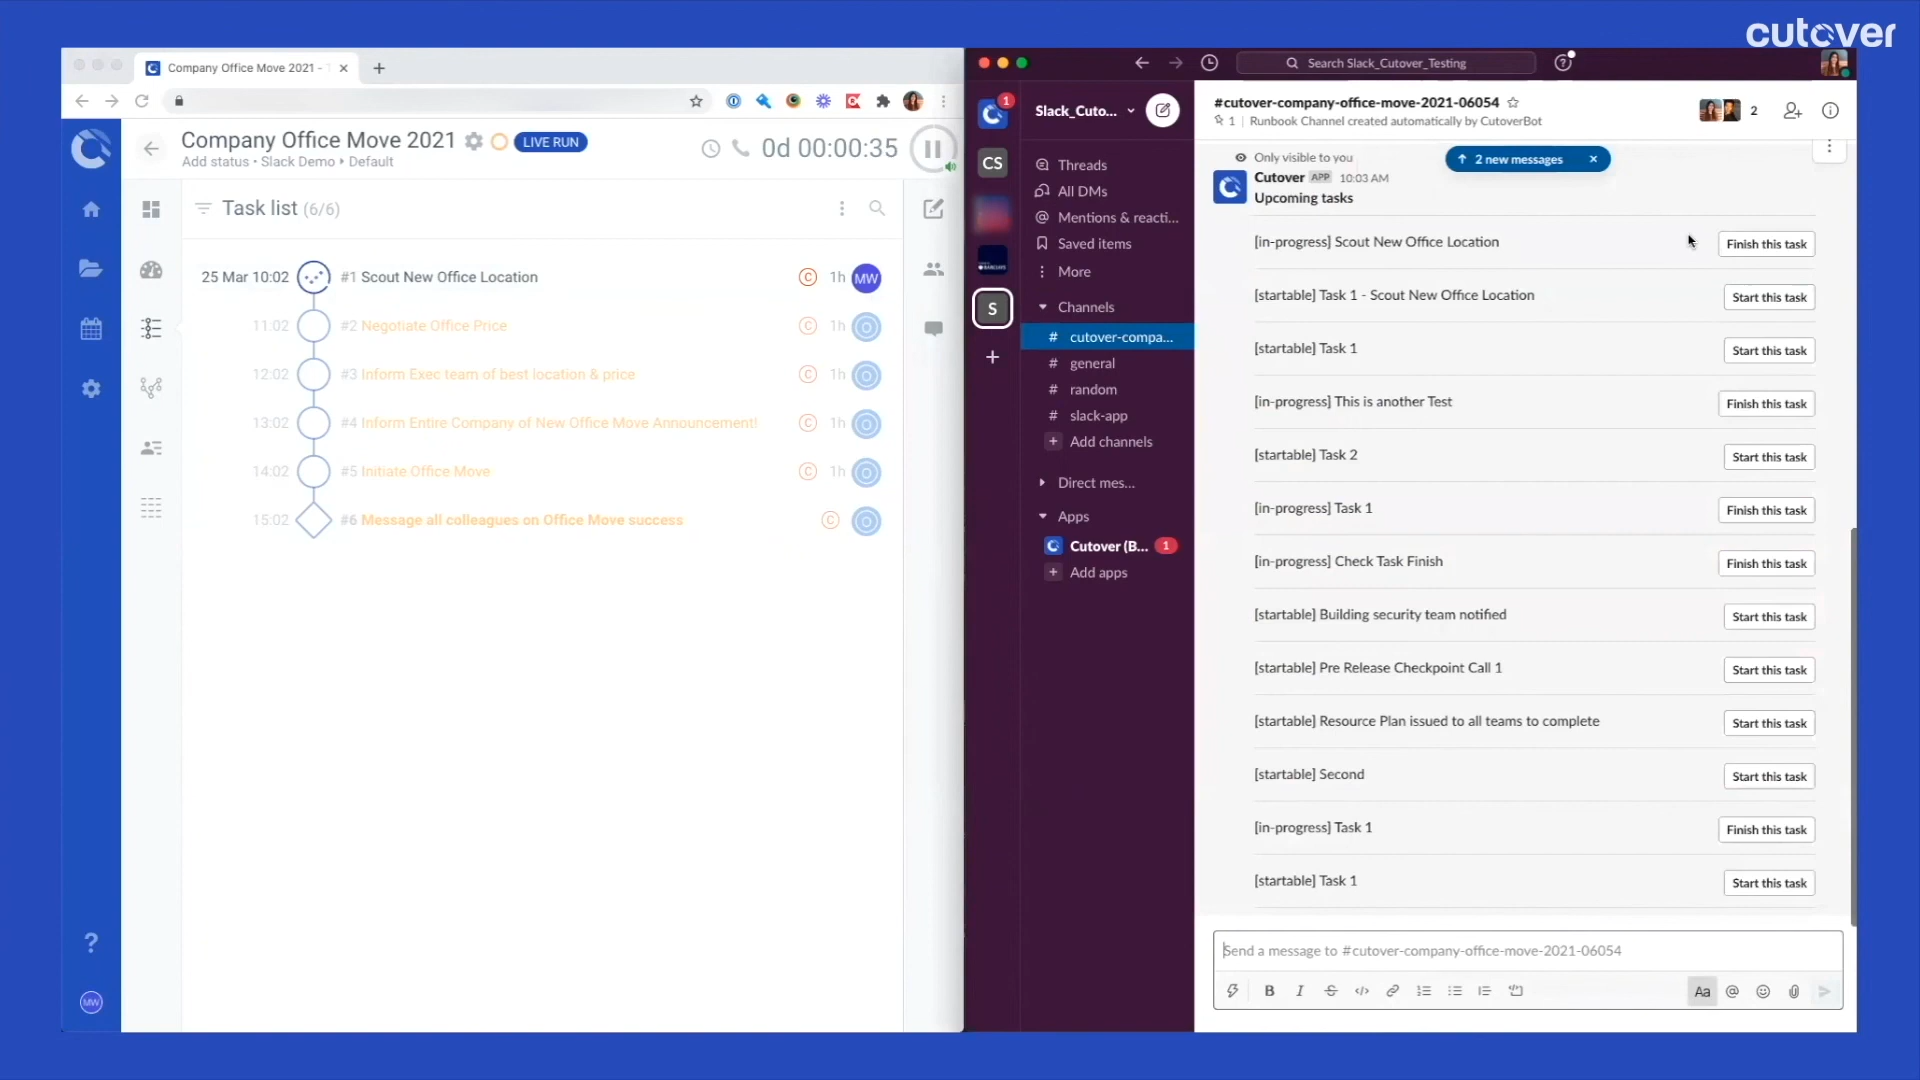 cutover
Company Office Move 2021 -
Search Slack_Cutover_Testing
Company Office Move 2021
LIVE RUN
0d 00:00:35
Add status • Slack Demo Default
Task list (6/6)
25 Mar 10:02 #1 Scout New Office Location C 1h MW
11:02 #2 Negotiate Office Price C 1h
12:02 #3 Inform Exec team of best location & price C 1h
13:02 #4 Inform Entire Company of New Office Move Announcement! C 1h
14:02 #5 Initiate Office Move C 1h
15:02 #6 Message all colleagues on Office Move success C
?
MW
1
CS
S
+
Slack_Cuto...
Threads
All DMs
@ Mentions & reacti...
Saved items
More
Channels
# cutover-compa...
# general
# random
# slack-app
+ Add channels
Direct mes...
Apps
Cutover (B... 1
+ Add apps
#cutover-company-office-move-2021-06054
2
1 | Runbook Channel created automatically by CutoverBot
Only visible to you
2 new messages
Cutover APP 10:03 AM
Upcoming tasks
[in-progress] Scout New Office Location Finish this task
[startable] Task 1 - Scout New Office Location Start this task
[startable] Task 1 Start this task
[in-progress] This is another Test Finish this task
[startable] Task 2 Start this task
[in-progress] Task 1 Finish this task
[in-progress] Check Task Finish Finish this task
[startable] Building security team notified Start this task
[startable] Pre Release Checkpoint Call 1 Start this task
[startable] Resource Plan issued to all teams to complete Start this task
[startable] Second Start this task
[in-progress] Task 1 Finish this task
[startable] Task 1 Start this task
Send a message to #cutover-company-office-move-2021-06054
B I S </> Aa @